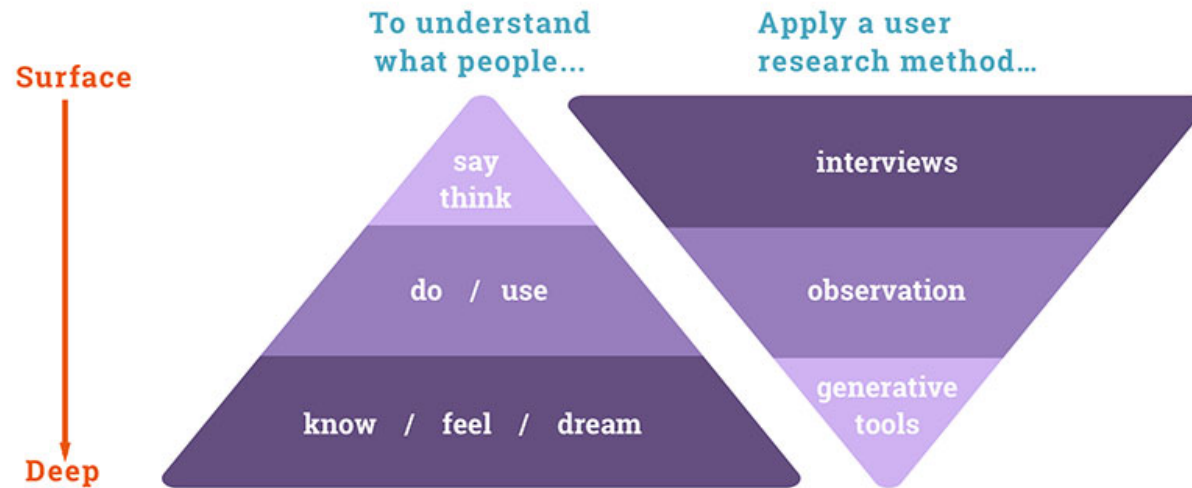 To understand
what people...
Apply a user
research method…
Surface
say
think
interviews
do / use
observation
know / feel / dream
generative
tools
Deep